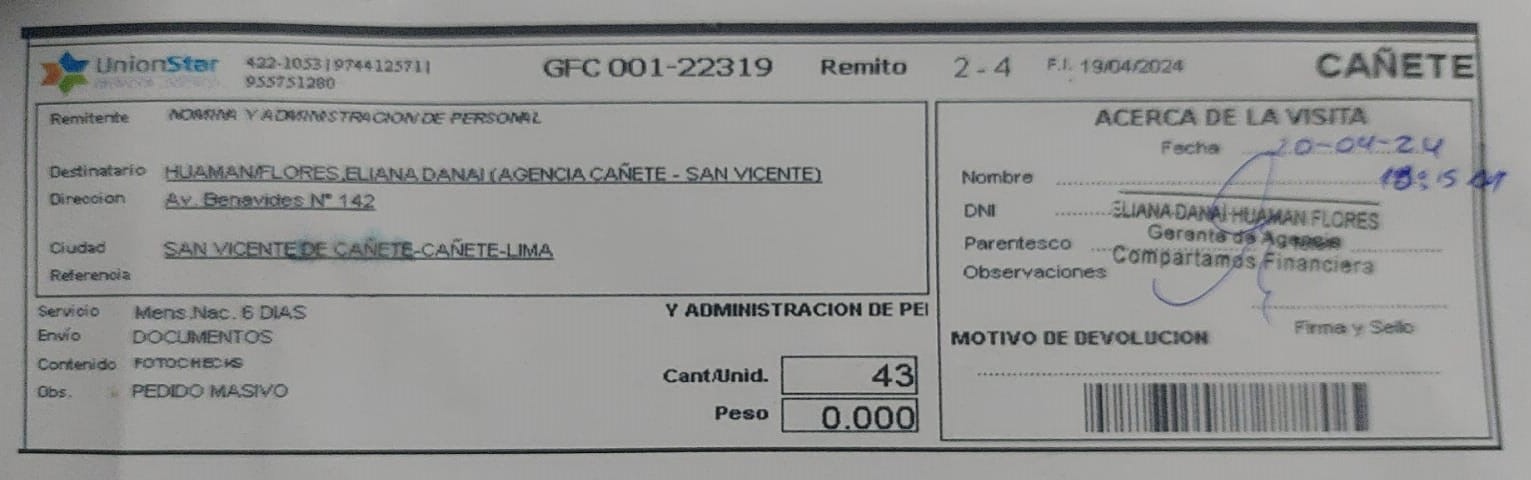 UnionStar 422-1053|974412571| GFC 001-22319 Remito 2-4 F.I. 19/04/2024 CAÑETE
955751280
Remitente NOMINA Y ADMINISTRACION DE PERSONAL
Destinatario HUAMAN/FLORES,ELIANA DANAI (AGENCIA CAÑETE - SAN VICENTE)
Direccion Av. Benavides N° 142
Ciudad SAN VICENTE DE CAÑETE-CAÑETE-LIMA
Referencia
Servicio Mens.Nac. 6 DIAS
Y ADMINISTRACION DE PEI
Envío DOCUMENTOS
Contenido FOTOCHECKS
Obs. PEDIDO MASIVO
Cant/Unid. 43
Peso 0.000
ACERCA DE LA VISITA
Fecha 20-04-24
Nombre
DNI ELIANA DANAI HUAMAN FLORES
Gerente de Agencia
Parentesco
Compartamos Financiera
Observaciones
Firma y Sello
MOTIVO DE DEVOLUCION